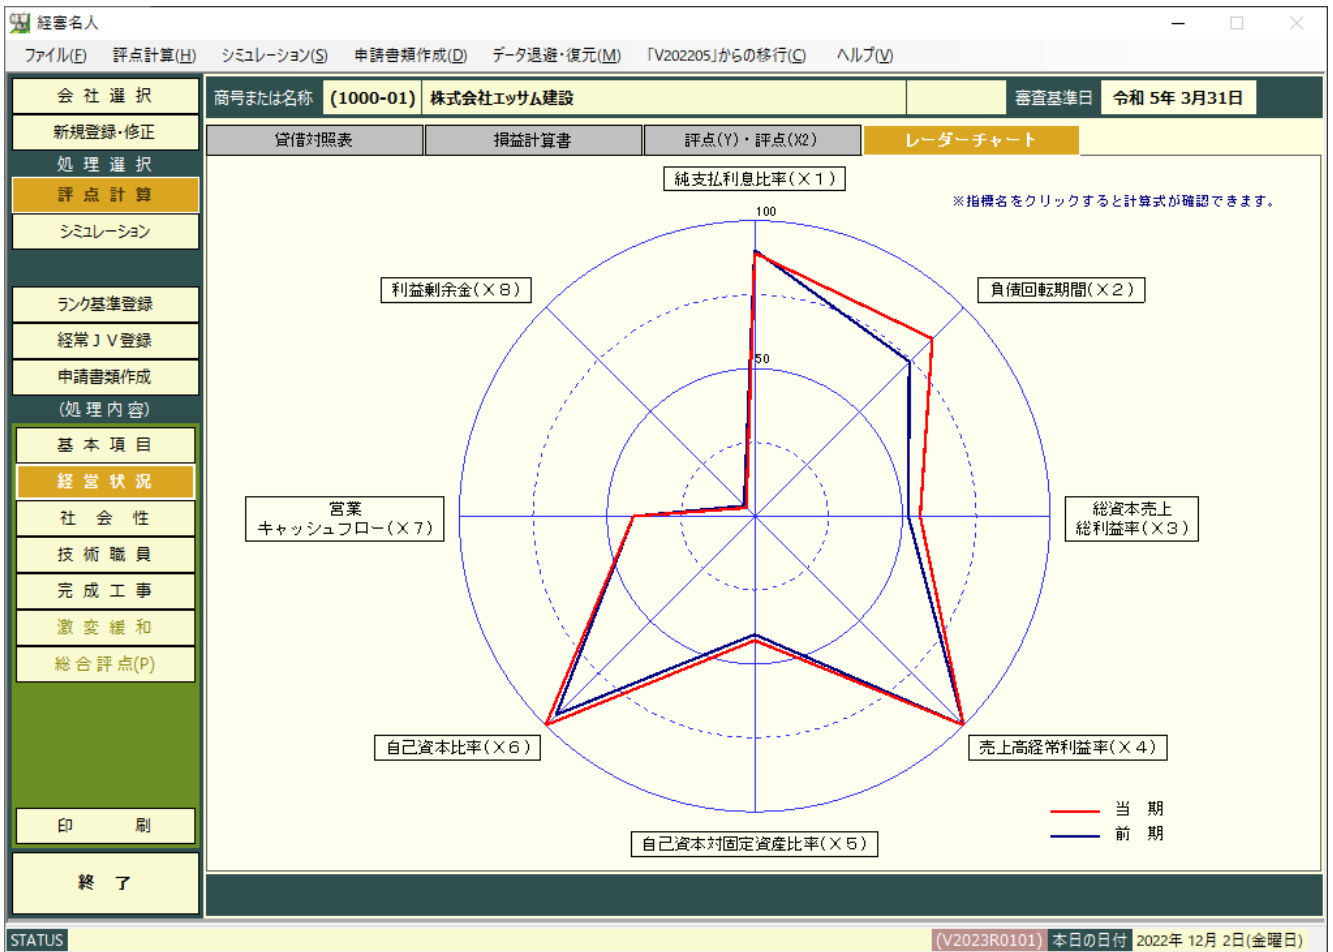 経審名人
ファイル(F) 評点計算(H) シミュレーション(S) 申請書類作成(D) データ退避・復元(M) 「V202205」からの移行(C) ヘルプ(V)
会 社 選 択
新規登録・修正
処 理 選 択
評 点 計 算
シミュレーション
ランク基準登録
経常JV登録
申請書類作成
(処 理 内 容)
基 本 項 目
経 営 状 況
社 会 性
技 術 職 員
完 成 工 事
激 変 緩 和
総 合 評 点(P)
印 刷
終 了
商号または名称 (1000-01) 株式会社エッサム建設 審査基準日 令和 5年 3月31日
貸借対照表 損益計算書 評点(Y)・評点(X2) レーダーチャート
純支払利息比率(×1)
※指標名をクリックすると計算式が確認できます。
100
利益剰余金(×8)
負債回転期間(×2)
50
営業
キャッシュフロー(×7)
総資本売上
総利益率(×3)
自己資本比率(×6)
売上高経常利益率(×4)
自己資本対固定資産比率(×5)
当 期
前 期
STATUS (V2023R0101) 本日の日付 2022年 12月 2日(金曜日)